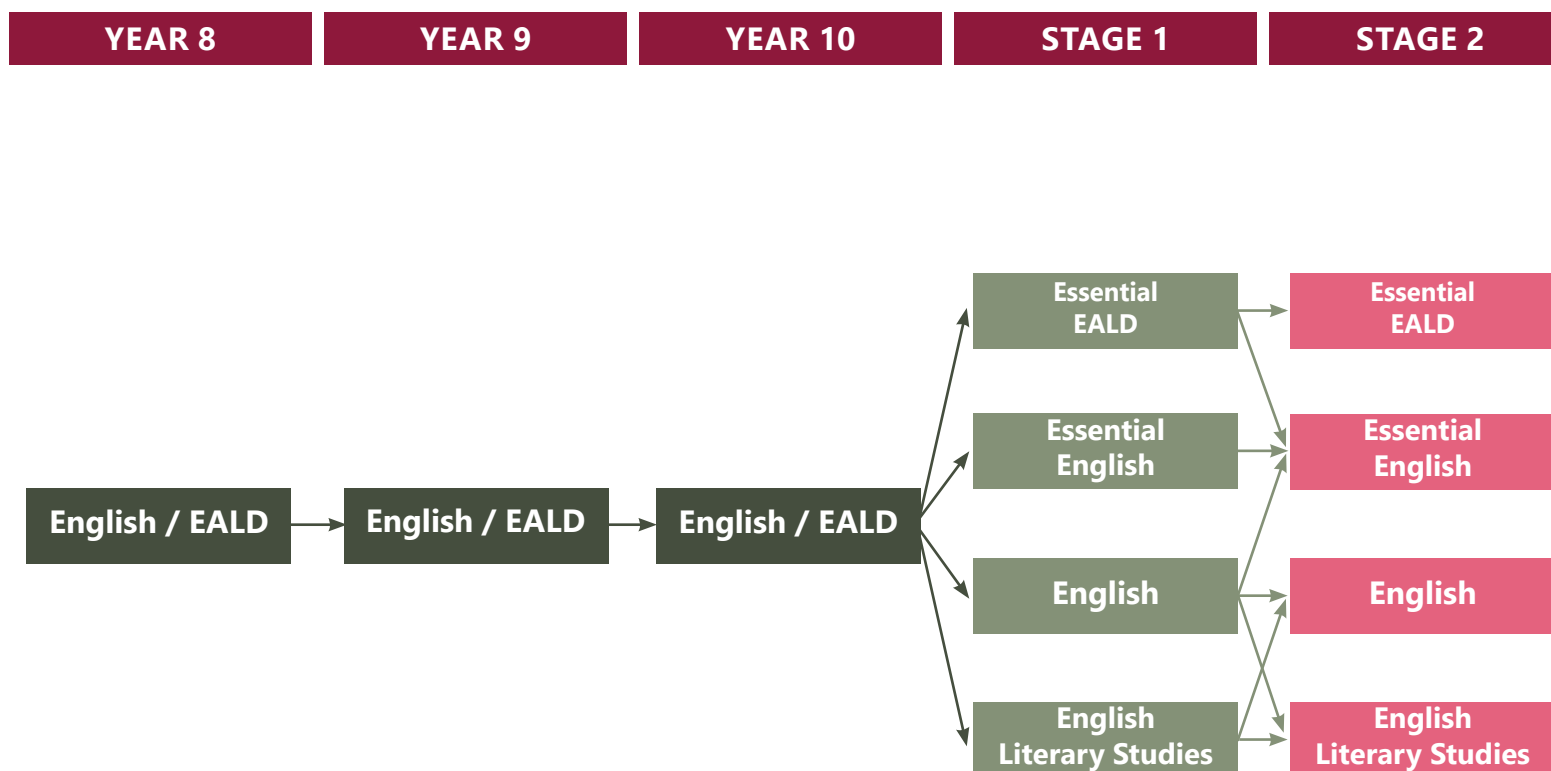 YEAR 8
YEAR 9
YEAR 10
STAGE 1
STAGE 2
Essential
EALD
Essential
EALD
Essential
English
Essential
English
English / EALD
English / EALD
English / EALD
English
English
English
Literary Studies
English
Literary Studies